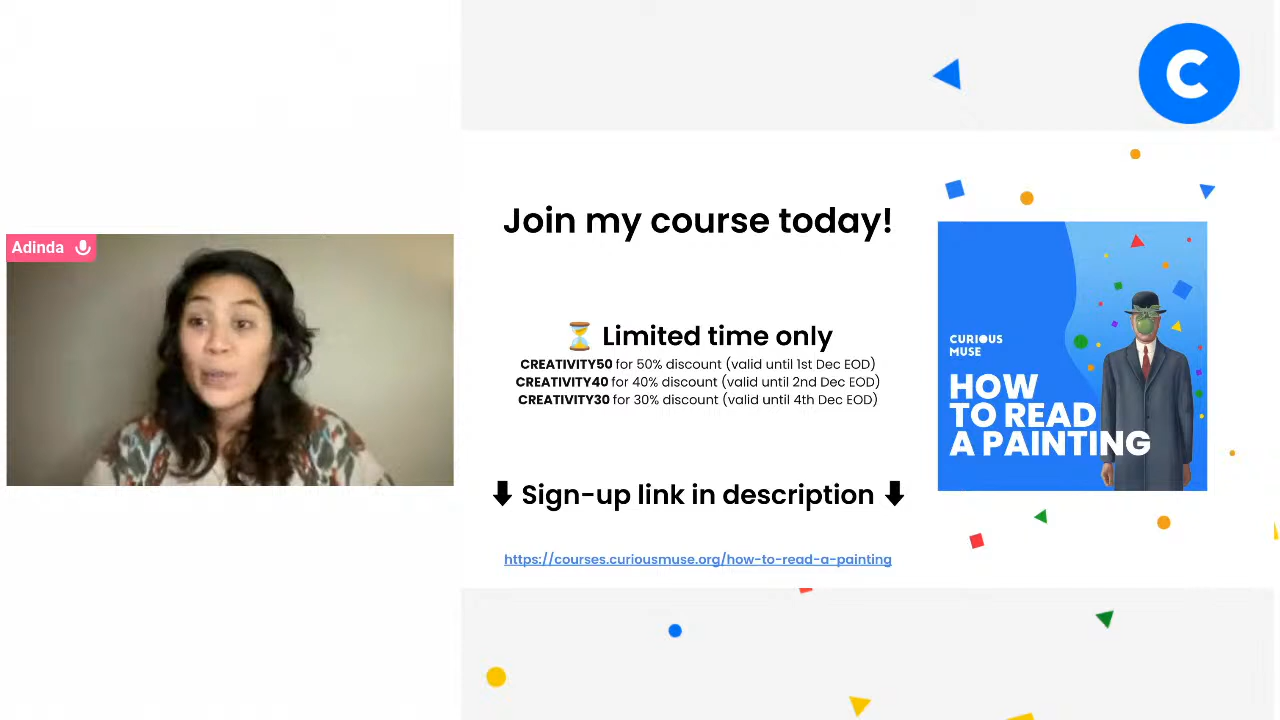 Adinda
C
Join my course today!
⏳ Limited time only
CREATIVITY50 for 50% discount (valid until 1st Dec EOD)
CREATIVITY40 for 40% discount (valid until 2nd Dec EOD)
CREATIVITY30 for 30% discount (valid until 4th Dec EOD)
⬇ Sign-up link in description ⬇
https://courses.curiousmuse.org/how-to-read-a-painting
CURIOUS
MUSE
HOW
TO READ
A PAINTING